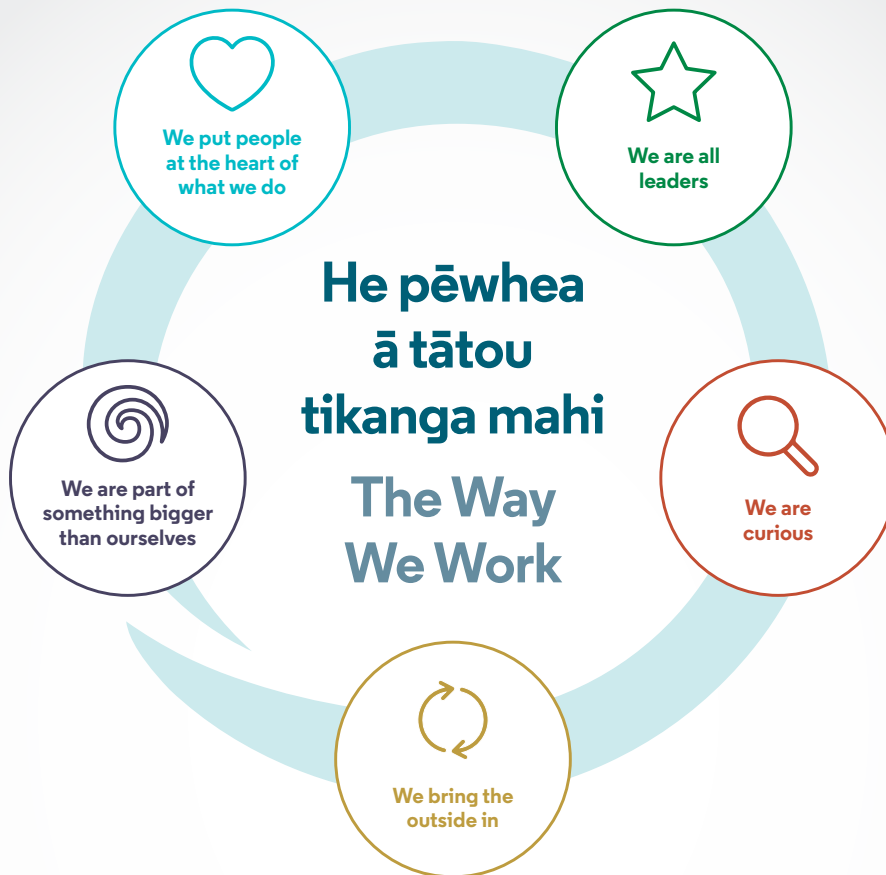 We put people
at the heart of
what we do
We are all
leaders
He pēwhea
ā tātou
tikanga mahi
The Way
We Work
We are part of
something bigger
than ourselves
We are
curious
We bring the
outside in